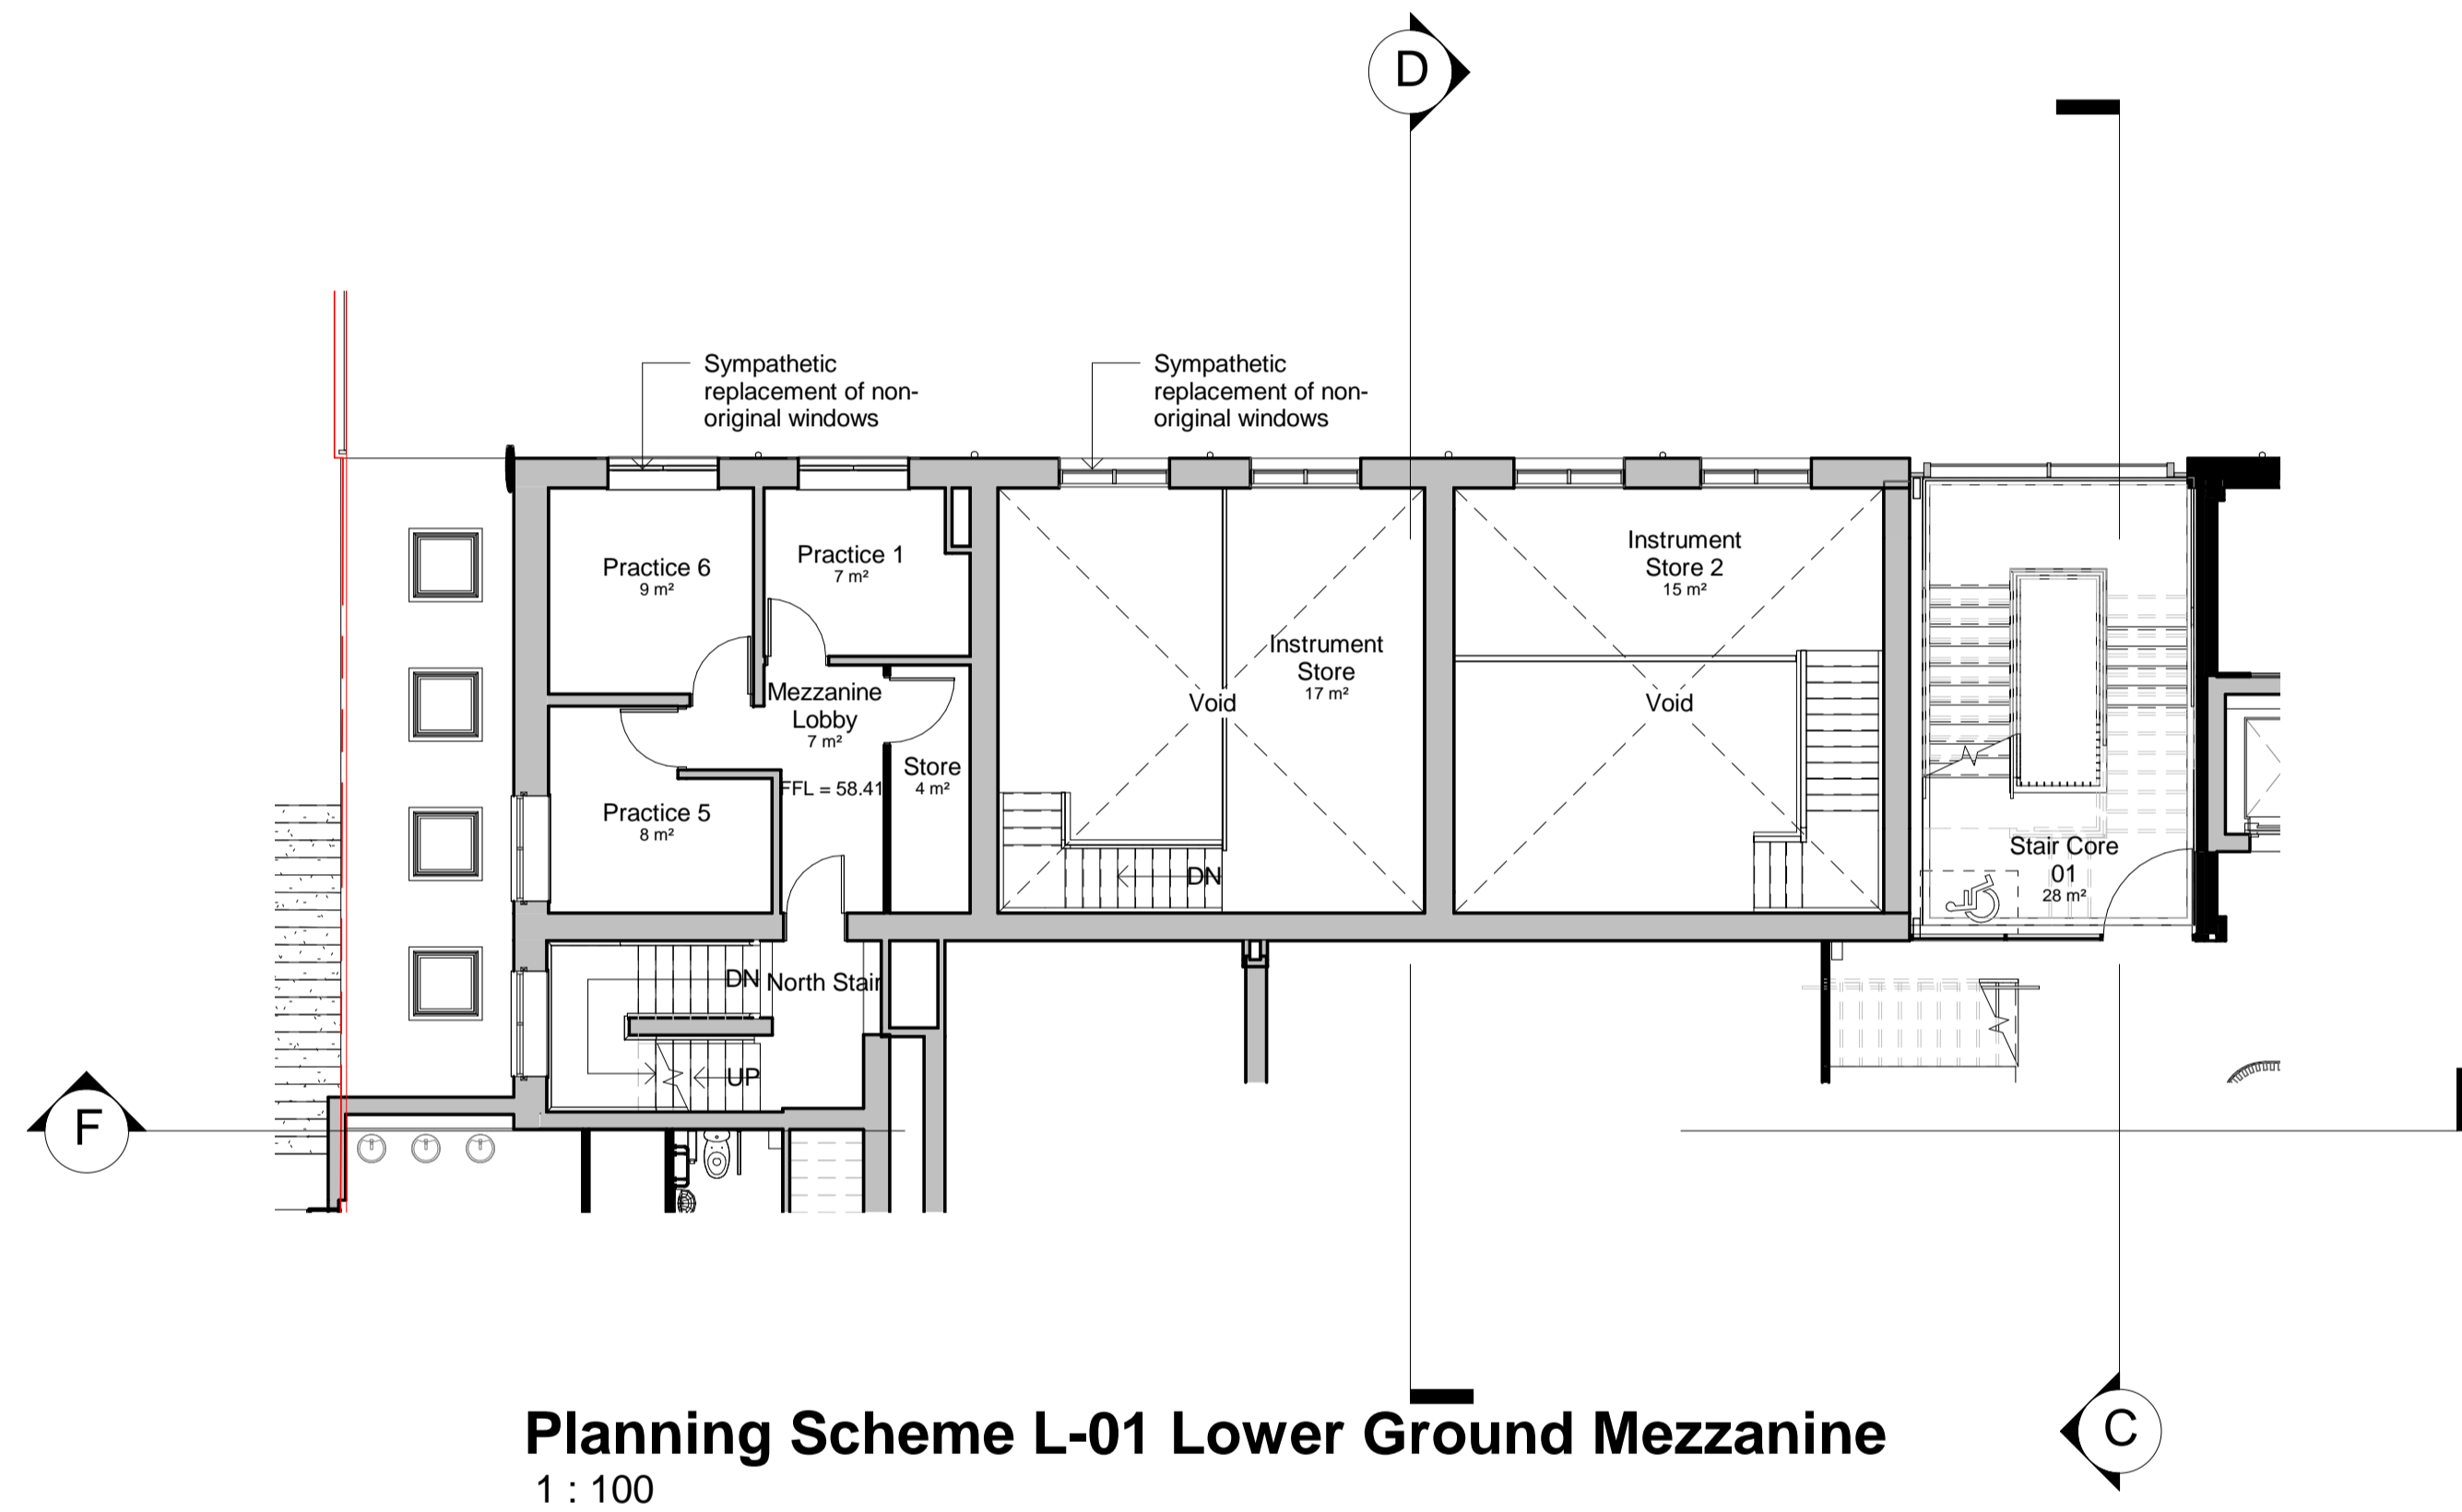 D
Sympathetic
replacement of non-
original windows
Sympathetic
replacement of non-
original windows
Practice 6
9 m²
Practice 1
7 m²
Instrument
Store 2
15 m²
Instrument
Store
17 m²
Mezzanine
Lobby
7 m²
FFL = 58.41
Void
Void
Store
4 m²
Practice 5
8 m²
DN
Stair Core
01
28 m²
DN
North Stair
UP
F
C
Planning Scheme L-01 Lower Ground Mezzanine
1 : 100